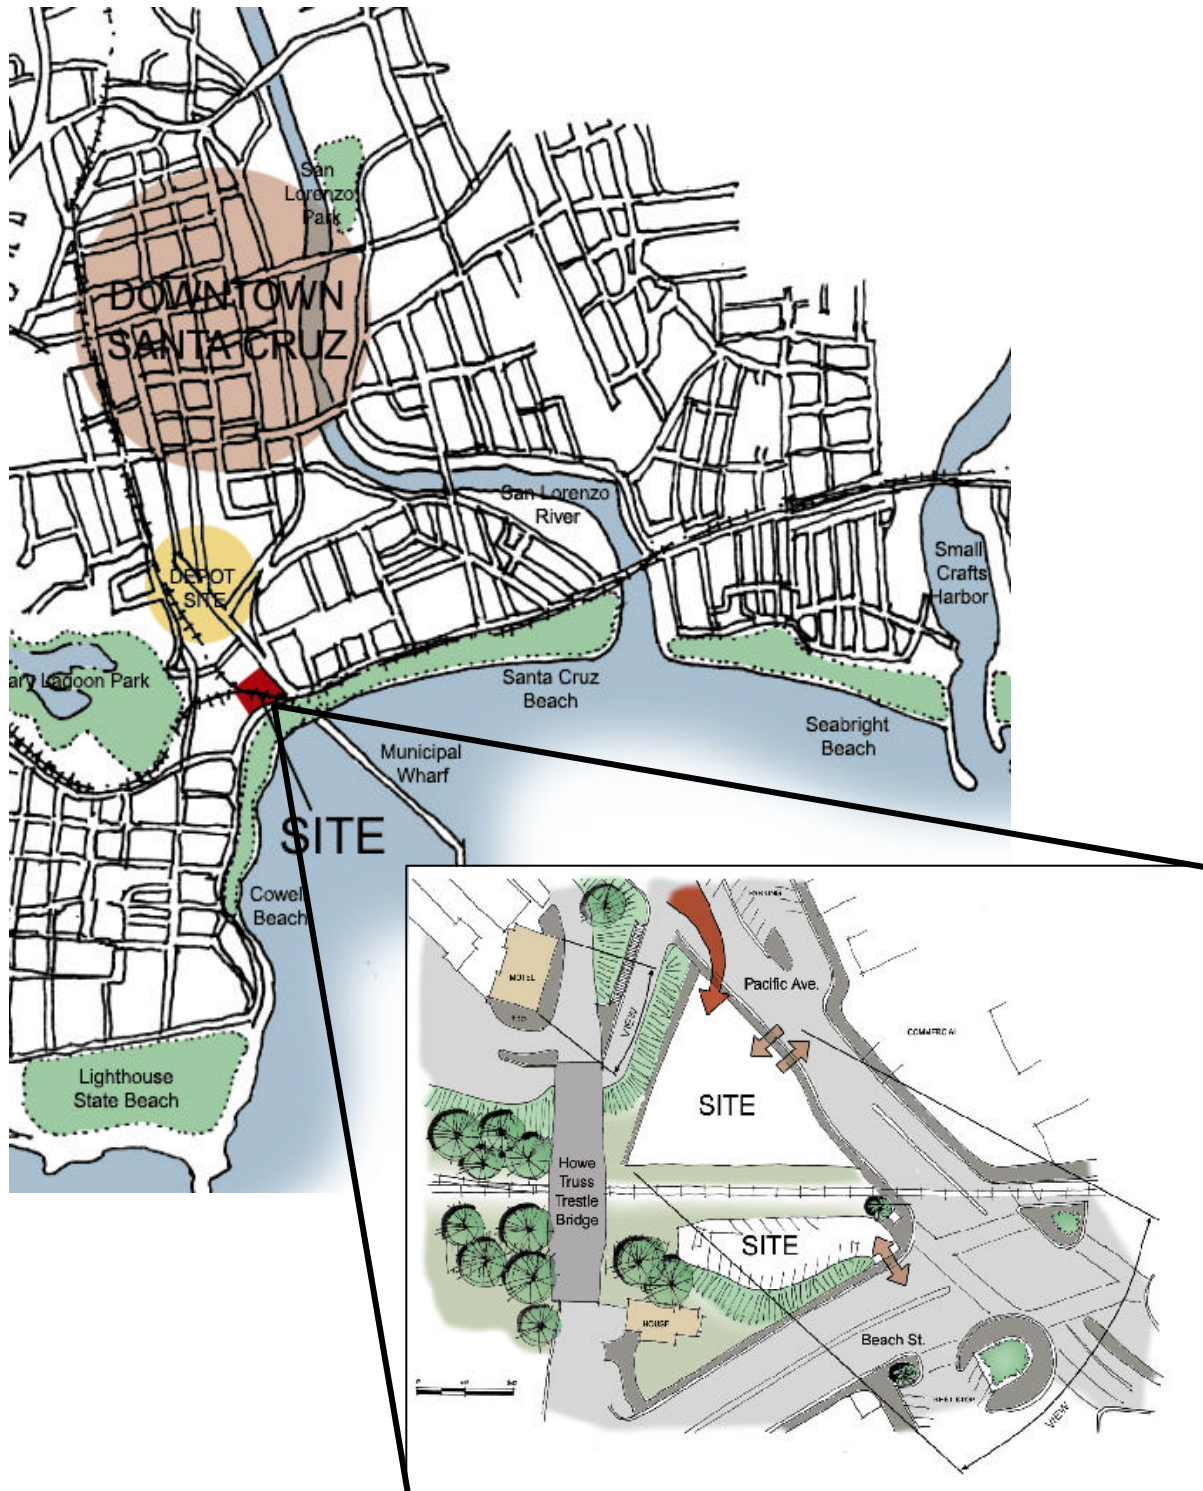 San
Lorenzo
Park
DOWNTOWN
SANTA CRUZ
San Lorenzo
River
DEPOT
SITE
Small
Crafts
Harbor
ary Lagoon Park
Santa Cruz
Beach
Seabright
Beach
Municipal
Wharf
SITE
Cowell
Beach
Lighthouse
State Beach
PARKING
MOTEL
Pacific Ave.
VIEW
COMMERCIAL
SITE
Howe
Truss
Trestle
Bridge
SITE
HOUSE
Beach St.
VIEW